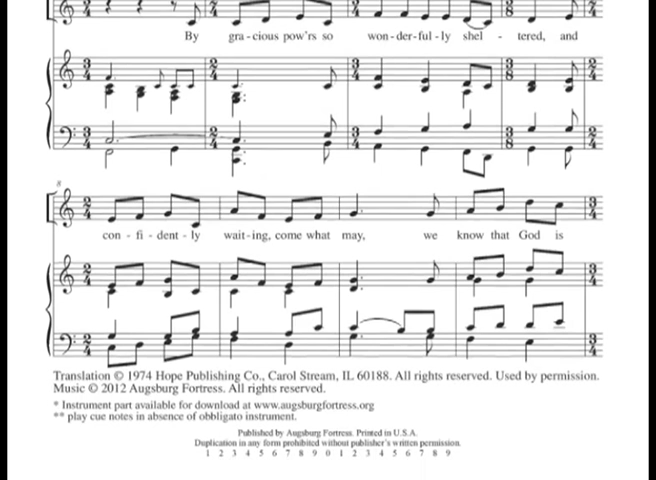 By gra - cious pow'rs so won - der - ful - ly shel - tered, and
8
con - fi - dent - ly wait - ing, come what may, we know that God is
Translation © 1974 Hope Publishing Co., Carol Stream, IL 60188. All rights reserved. Used by permission.
Music © 2012 Augsburg Fortress. All rights reserved.
* Instrument part available for download at www.augsburgfortress.org
** play cue notes in absence of obbligato instrument.
Published by Augsburg Fortress. Printed in U.S.A.
Duplication in any form prohibited without publisher's written permission.
1 2 3 4 5 6 7 8 9 0 1 2 3 4 5 6 7 8 9